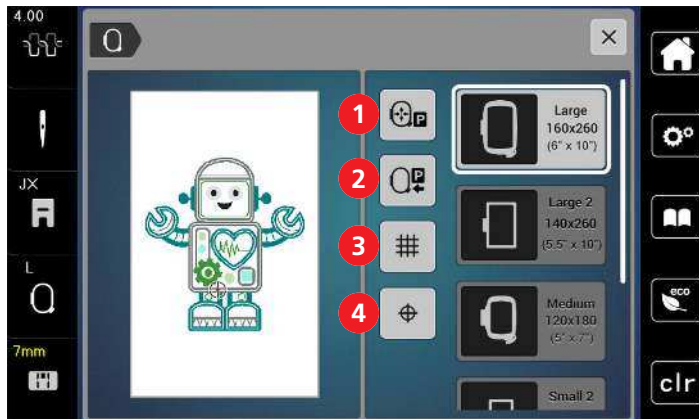 4.00
JX
L
7mm
1
P
2
P
3
4
Large
160x260
(6" x 10")
Large 2
140x260
(5.5" x 10")
Medium
120x180
(5" x 7")
Small 2
eco
clr